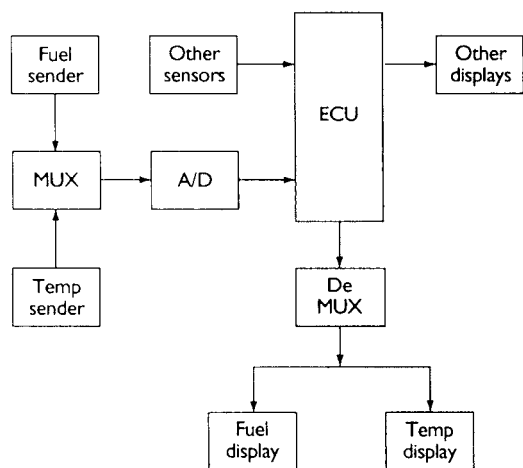 Fuel
sender
Other
sensors
Other
displays
ECU
MUX
A/D
Temp
sender
De
MUX
Fuel
display
Temp
display